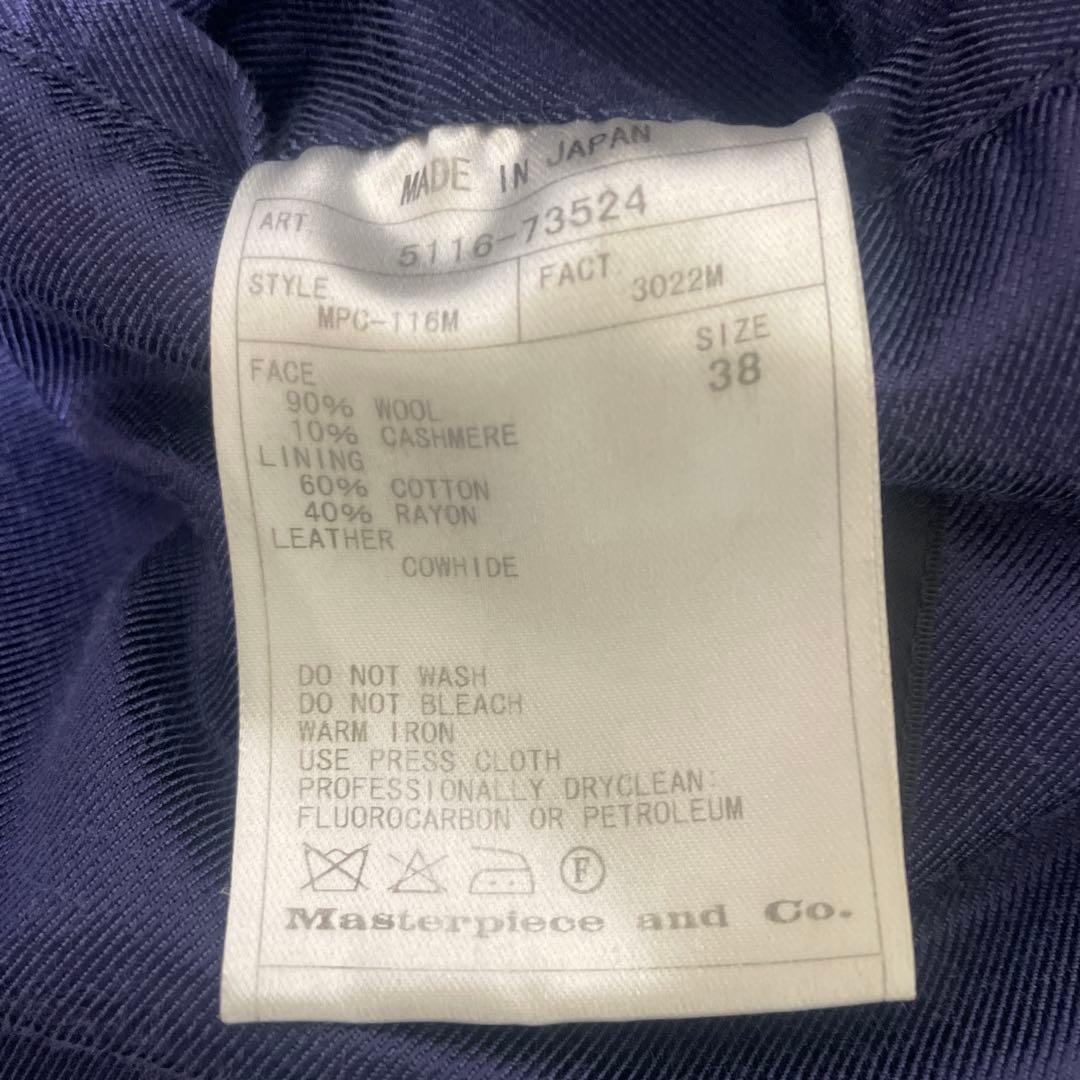 MADE IN JAPAN
ART. 5116-73524
STYLE MPC-116M
FACT. 3022M
SIZE
38
FACE
90% WOOL
10% CASHMERE
LINING
60% COTTON
40% RAYON
LEATHER
COWHIDE
DO NOT WASH
DO NOT BLEACH
WARM IRON
USE PRESS CLOTH
PROFESSIONALLY DRYCLEAN:
FLUOROCARBON OR PETROLEUM
F
Masterpiece and Co.